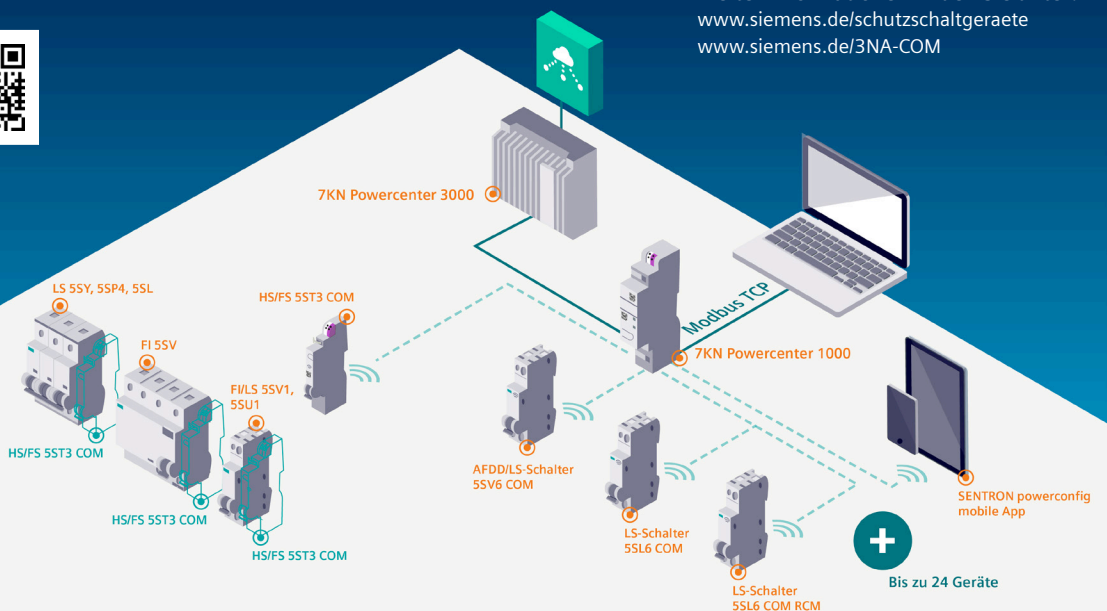 www.siemens.de/schutzschaltgeraete
www.siemens.de/3NA-COM
7KN Powercenter 3000
LS 5SY, 5SP4, 5SL
HS/FS 5ST3 COM
Modbus TCP
FI 5SV
7KN Powercenter 1000
FI/LS 5SV1,
5SU1
HS/FS 5ST3 COM
AFDD/LS-Schalter
5SV6 COM
SENTRON powerconfig
mobile App
HS/FS 5ST3 COM
LS-Schalter
5SL6 COM
HS/FS 5ST3 COM
+
Bis zu 24 Geräte
LS-Schalter
5SL6 COM RCM